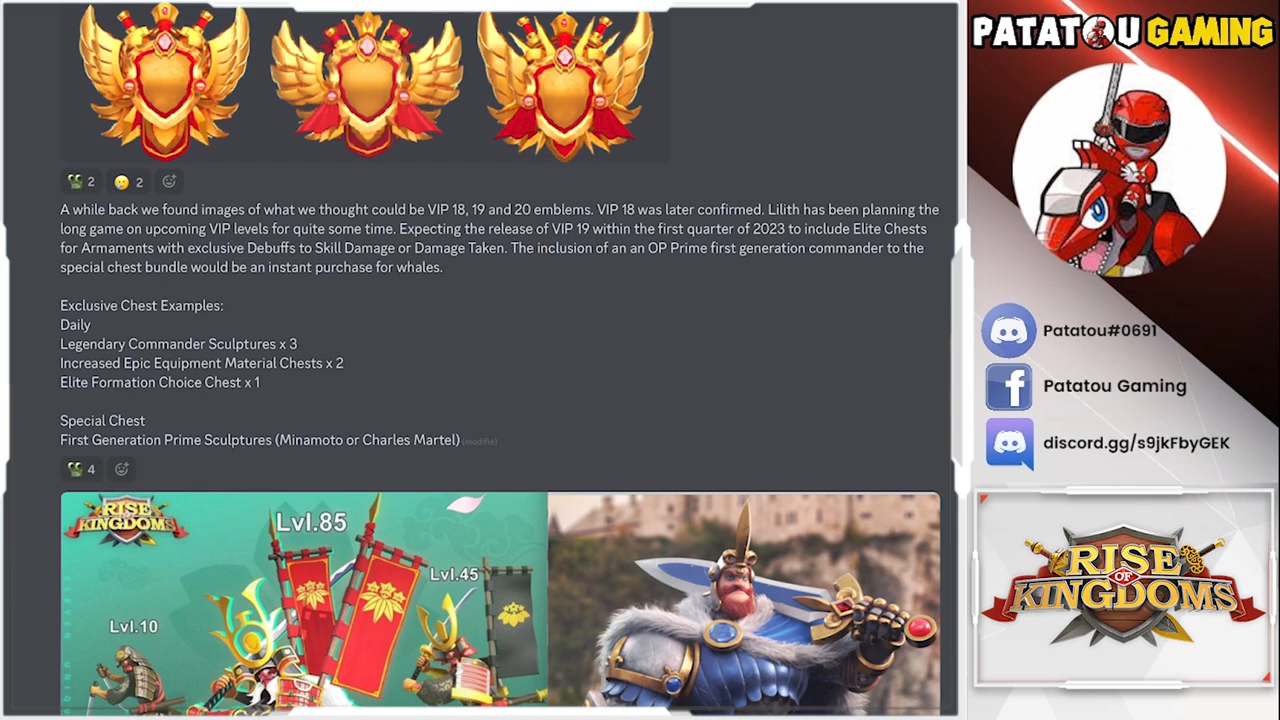 PATATOU GAMING
2
2
A while back we found images of what we thought could be VIP 18, 19 and 20 emblems. VIP 18 was later confirmed. Lilith has been planning the
long game on upcoming VIP levels for quite some time. Expecting the release of VIP 19 within the first quarter of 2023 to include Elite Chests
for Armaments with exclusive Debuffs to Skill Damage or Damage Taken. The inclusion of an an OP Prime first generation commander to the
special chest bundle would be an instant purchase for whales.
Exclusive Chest Examples:
Daily
Legendary Commander Sculptures x 3
Increased Epic Equipment Material Chests x 2
Elite Formation Choice Chest x 1
Special Chest
First Generation Prime Sculptures (Minamoto or Charles Martel) (modifié)
4
RISE OF
KINGDOMS
Lvl.85
Lvl.45
Lvl.10
Patatou#0691
Patatou Gaming
discord.gg/s9jkFbyGEK
RISE
OF
KINGDOMS